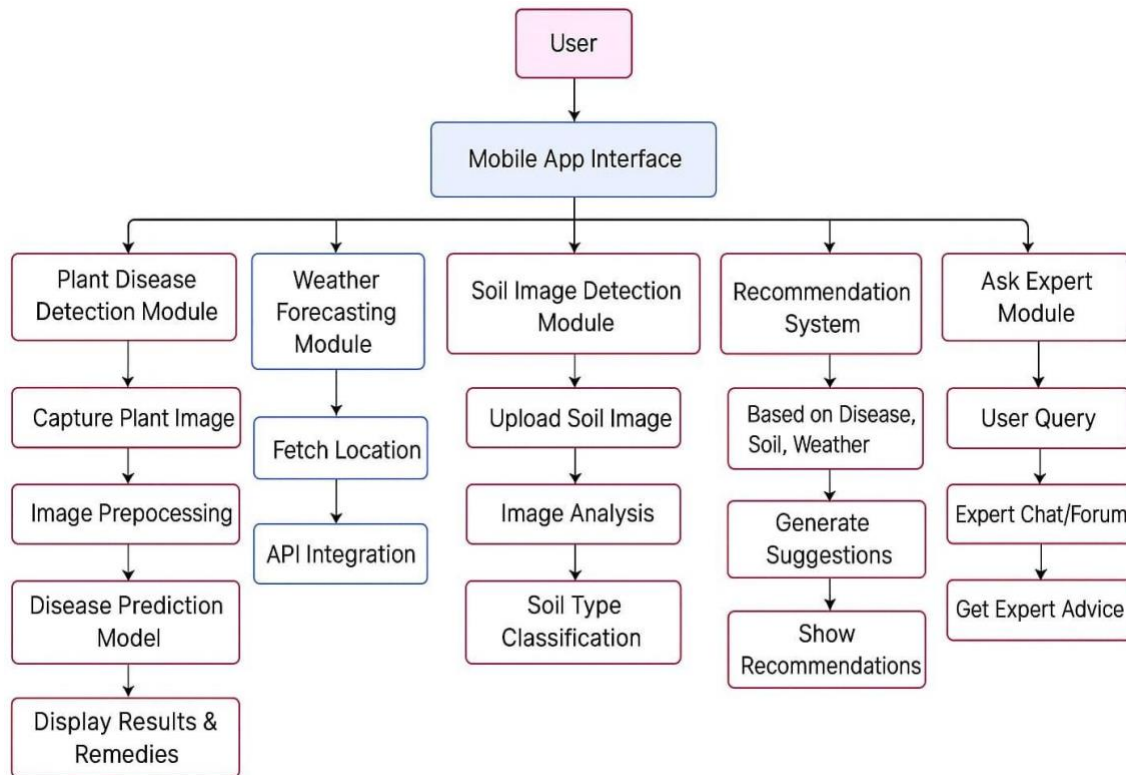 User
Mobile App Interface
Plant Disease
Detection Module
Capture Plant Image
Image Prepocessing
Disease Prediction
Model
Display Results &
Remedies
Weather
Forecasting
Module
Fetch Location
API Integration
Soil Image Detection
Module
Upload Soil Image
Image Analysis
Soil Type
Classification
Recommendation
System
Based on Disease,
Soil, Weather
Generate
Suggestions
Show
Recommendations
Ask Expert
Module
User Query
Expert Chat/Forum
Get Expert Advice